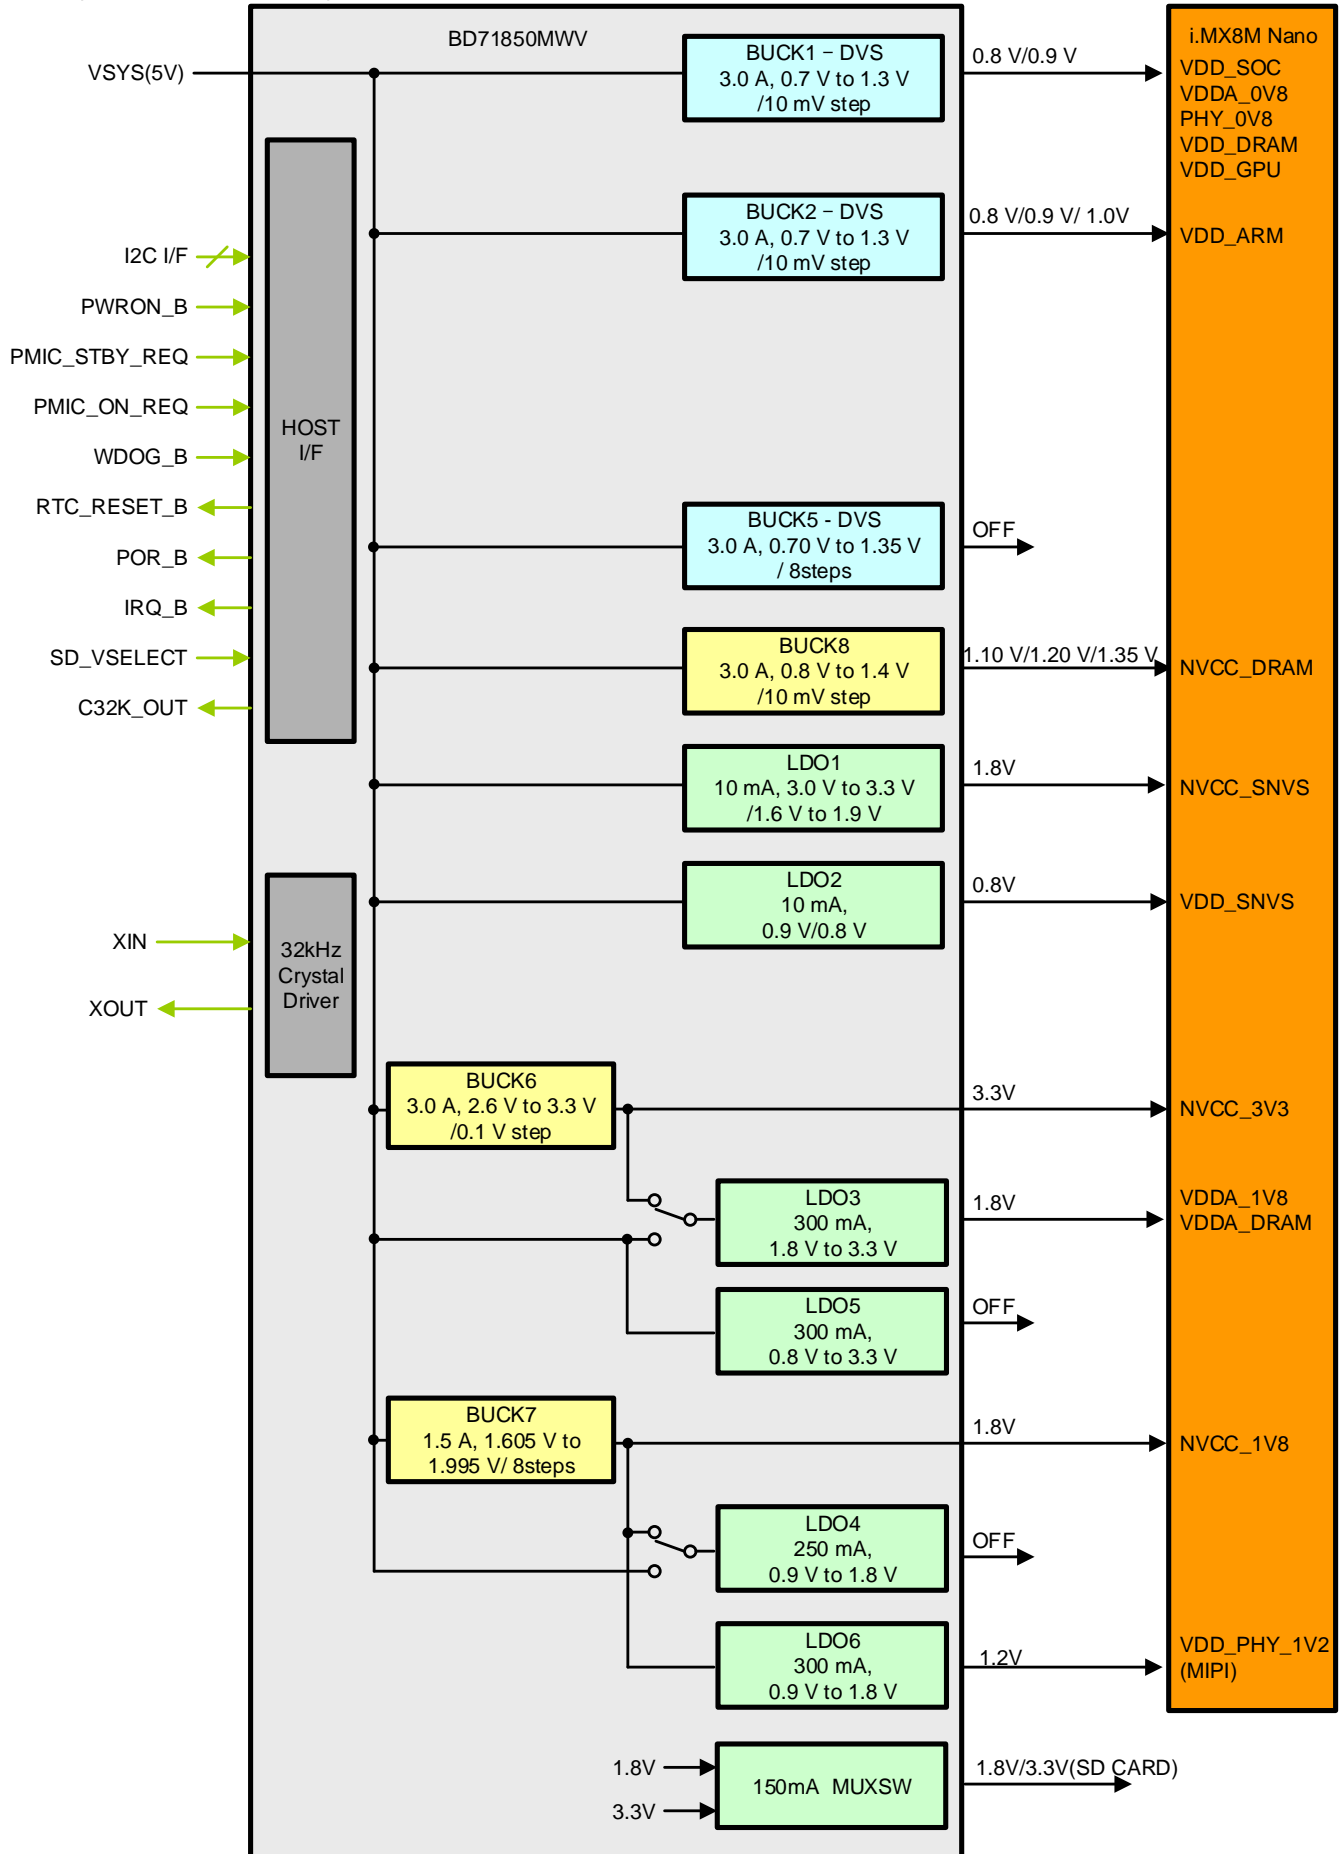 BD71850MWV
VSYS(5V)
BUCK1 – DVS
3.0 A, 0.7 V to 1.3 V
/10 mV step
0.8 V/0.9 V
i.MX8M Nano
VDD_SOC
VDDA_0V8
PHY_0V8
VDD_DRAM
VDD_GPU
BUCK2 – DVS
3.0 A, 0.7 V to 1.3 V
/10 mV step
0.8 V/0.9 V/ 1.0V
VDD_ARM
I2C I/F
PWRON_B
PMIC_STBY_REQ
PMIC_ON_REQ
WDOG_B
RTC_RESET_B
POR_B
IRQ_B
SD_VSELECT
C32K_OUT
HOST
I/F
BUCK5 - DVS
3.0 A, 0.70 V to 1.35 V
/ 8steps
OFF
BUCK8
3.0 A, 0.8 V to 1.4 V
/10 mV step
1.10 V/1.20 V/1.35 V
NVCC_DRAM
LDO1
10 mA, 3.0 V to 3.3 V
/1.6 V to 1.9 V
1.8V
NVCC_SNVS
LDO2
10 mA,
0.9 V/0.8 V
0.8V
VDD_SNVS
XIN
XOUT
32kHz
Crystal
Driver
BUCK6
3.0 A, 2.6 V to 3.3 V
/0.1 V step
3.3V
NVCC_3V3
LDO3
300 mA,
1.8 V to 3.3 V
1.8V
VDDA_1V8
VDDA_DRAM
LDO5
300 mA,
0.8 V to 3.3 V
OFF
BUCK7
1.5 A, 1.605 V to
1.995 V/ 8steps
1.8V
NVCC_1V8
LDO4
250 mA,
0.9 V to 1.8 V
OFF
LDO6
300 mA,
0.9 V to 1.8 V
1.2V
VDD_PHY_1V2
(MIPI)
1.8V
3.3V
150mA MUXSW
1.8V/3.3V(SD CARD)